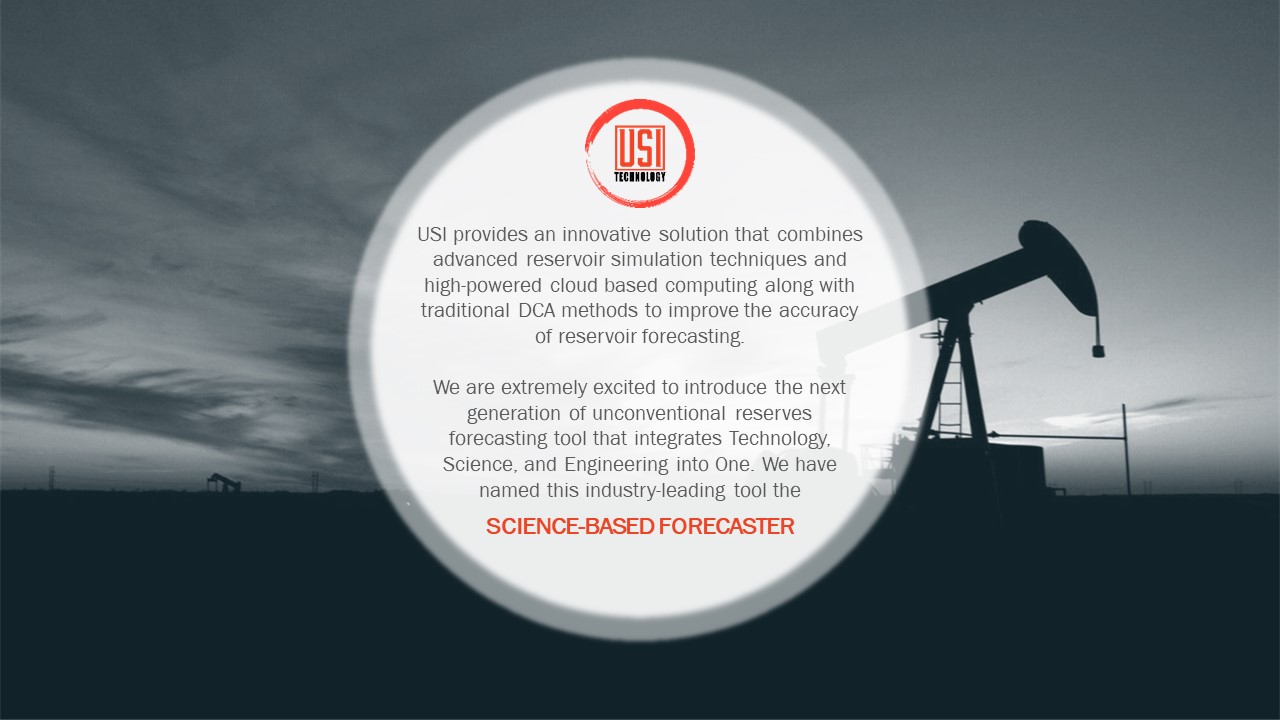 USI
TECHNOLOGY
USI provides an innovative solution that combines
advanced reservoir simulation techniques and
high-powered cloud based computing along with
traditional DCA methods to improve the accuracy
of reservoir forecasting.
We are extremely excited to introduce the next
generation of unconventional reserves
forecasting tool that integrates Technology,
Science, and Engineering into One. We have
named this industry-leading tool the
SCIENCE-BASED FORECASTER